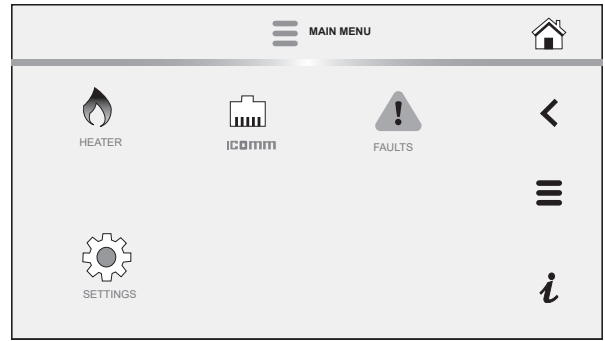 MAIN MENU
HEATER
ICOMM
FAULTS
SETTINGS
i